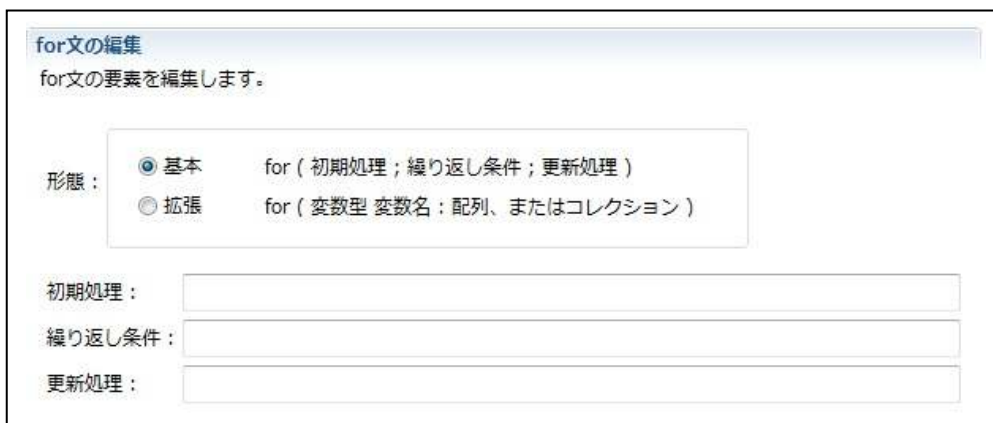 for文の編集
for文の要素を編集します。
形態：
基本 for ( 初期処理 ; 繰り返し条件 ; 更新処理 )
拡張 for ( 変数型 変数名 : 配列、またはコレクション )
初期処理：
繰り返し条件：
更新処理：